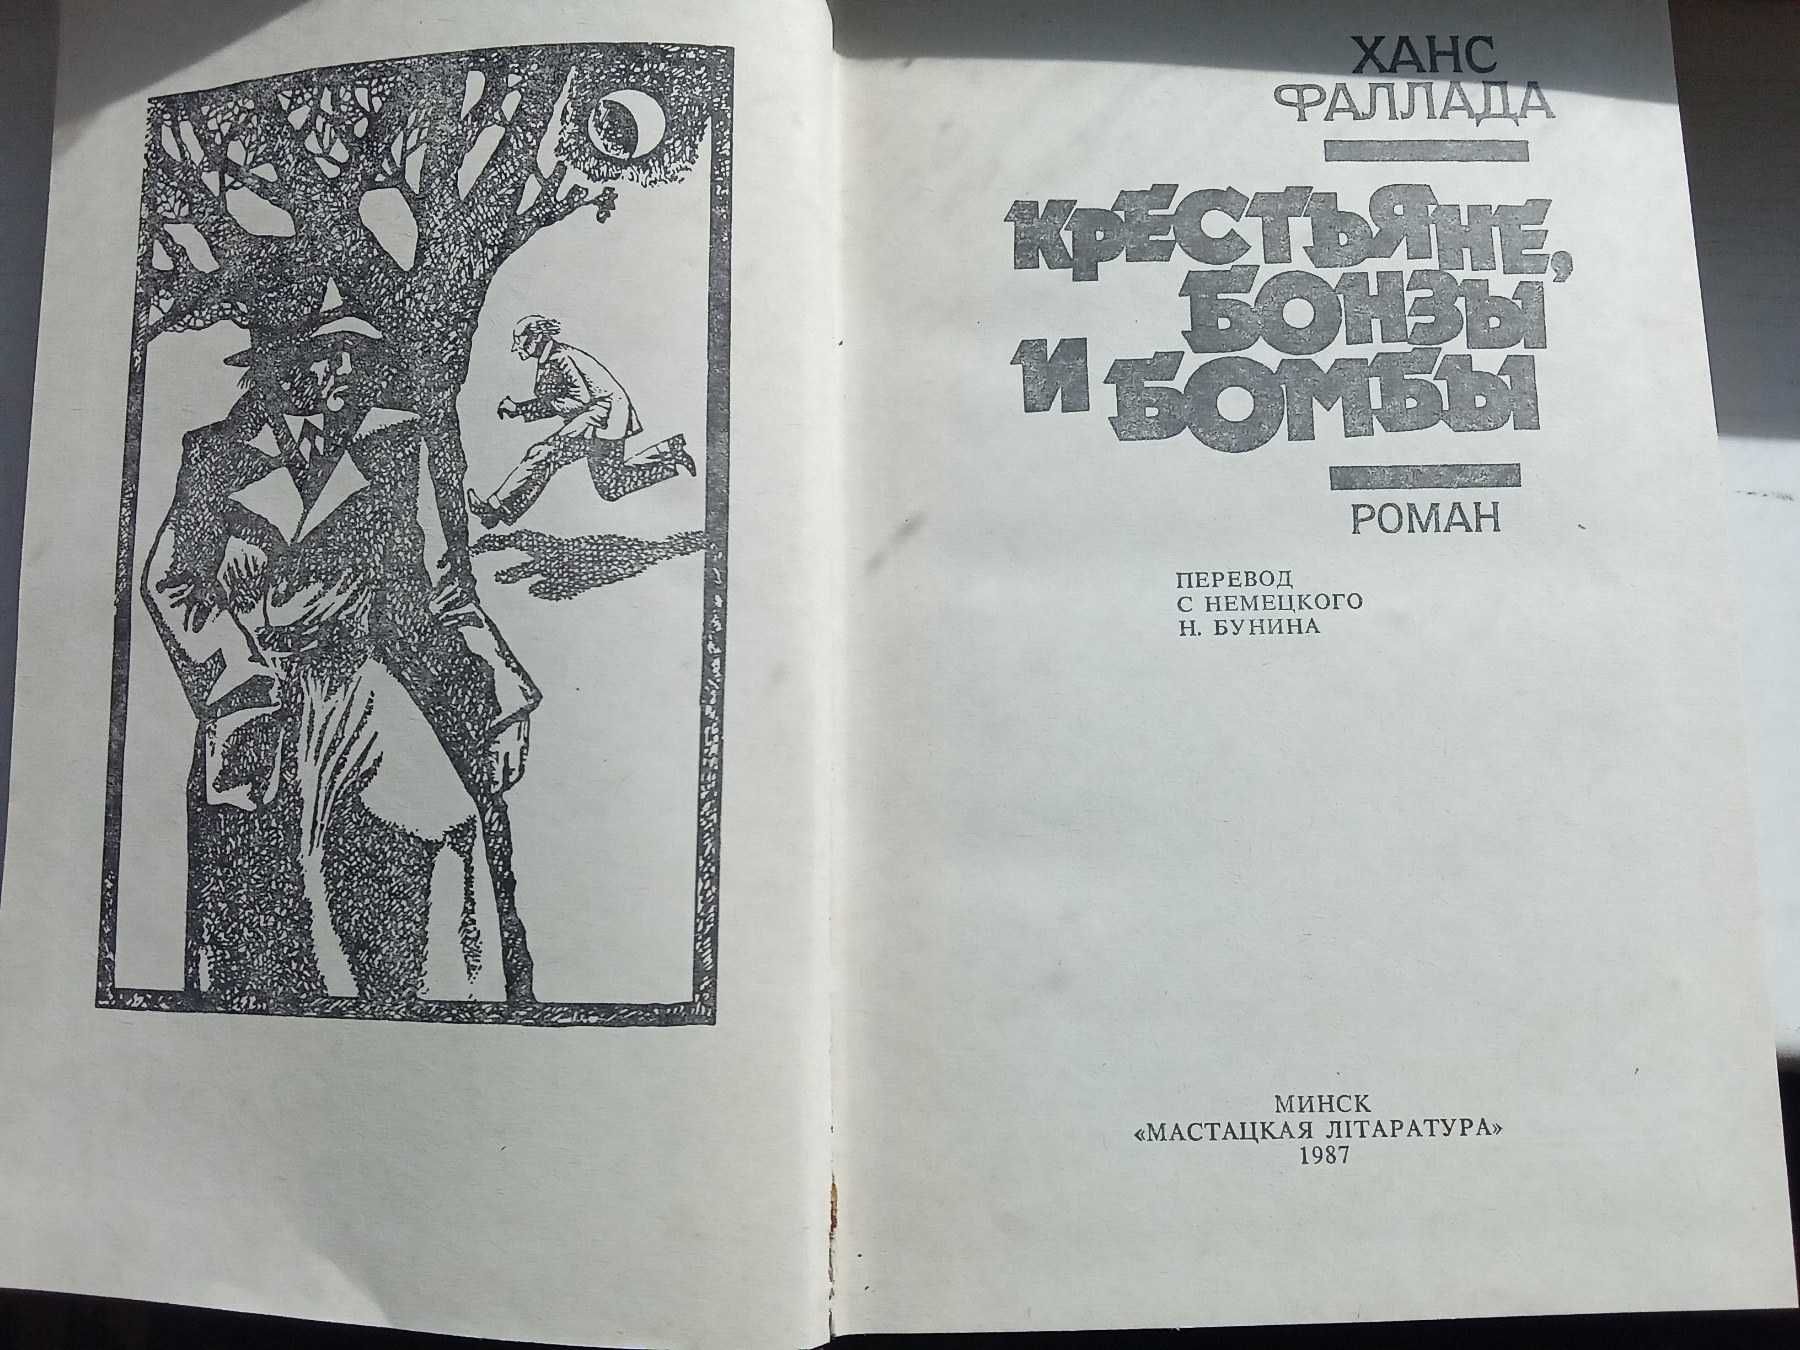 ХАНС
ФАЛЛАДА
КРЕСТЬЯНЕ,
БОНЗЫ
И БОМБЫ
РОМАН
ПЕРЕВОД
С НЕМЕЦКОГО
Н. БУНИНА
МИНСК
«МАСТАЦКАЯ ЛІТАРАТУРА»
1987